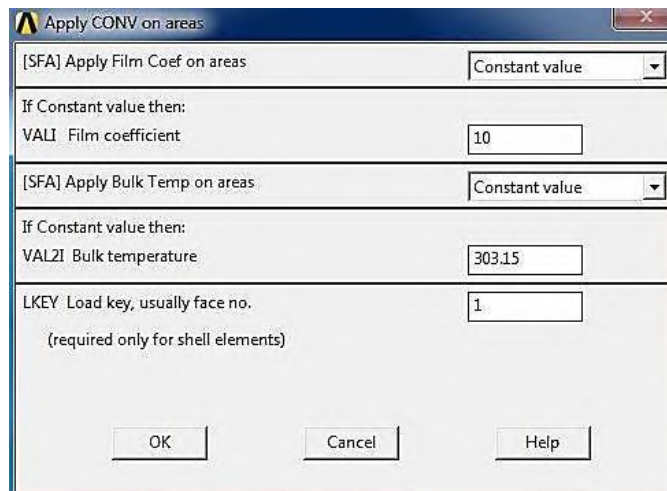 Apply CONV on areas
[SFA] Apply Film Coef on areas Constant value
If Constant value then:
VALI Film coefficient 10
[SFA] Apply Bulk Temp on areas Constant value
If Constant value then:
VAL2I Bulk temperature 303.15
LKEY Load key, usually face no. 1
(required only for shell elements)
OK Cancel Help